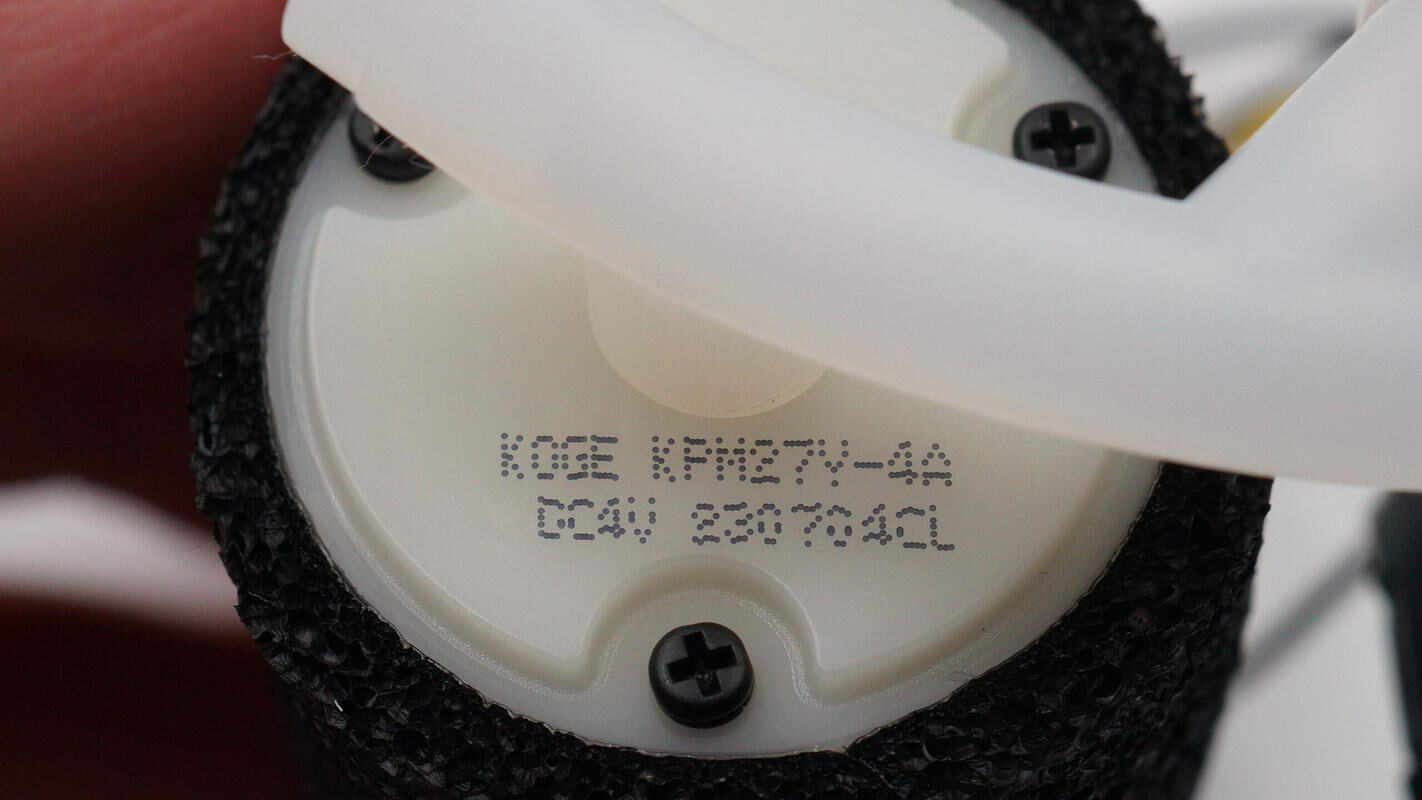 KOGE KPM27Y-4A
DC4V 230704CL